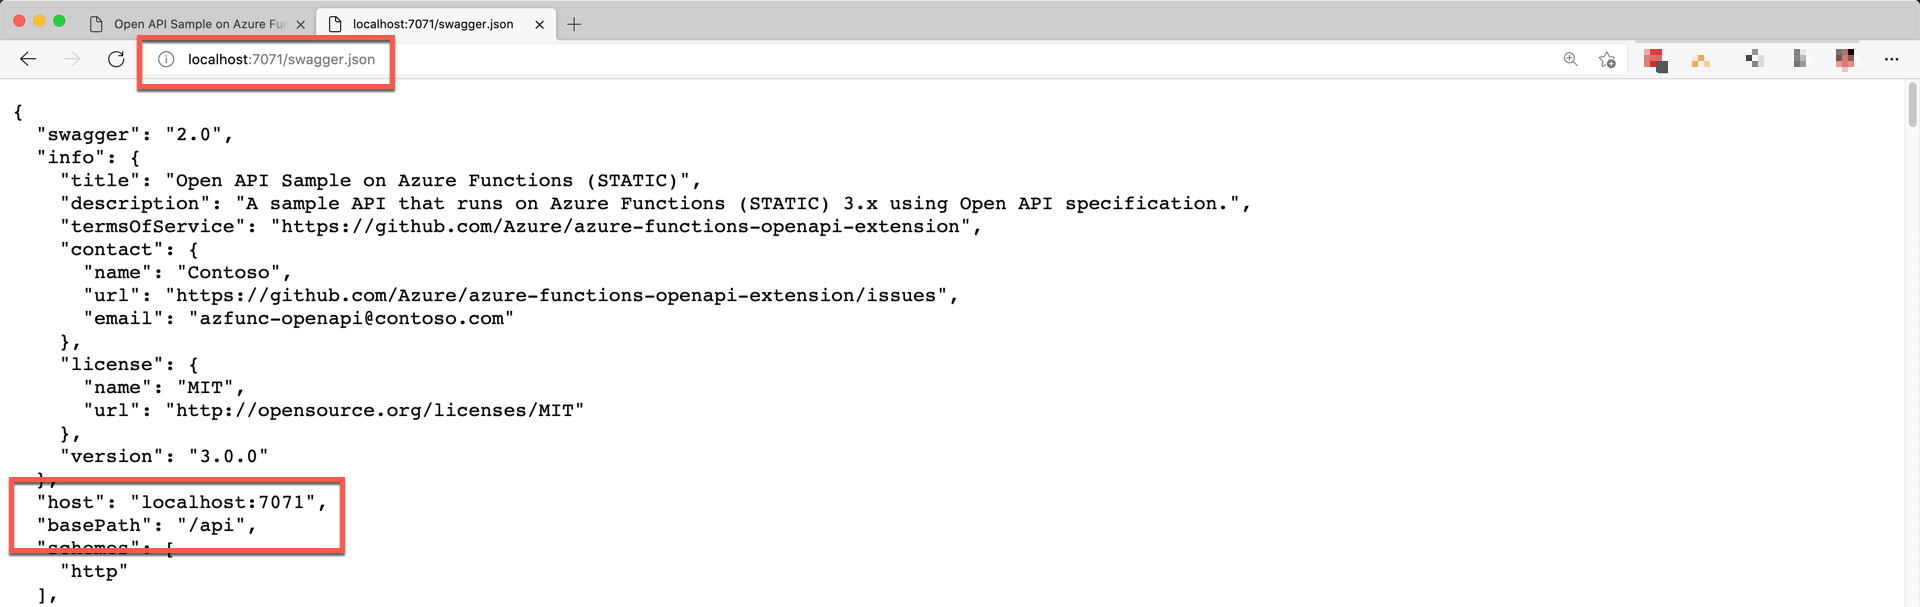 Open API Sample on Azure Fu
localhost:7071/swagger.json
localhost:7071/swagger.json
{
  "swagger": "2.0",
  "info": {
    "title": "Open API Sample on Azure Functions (STATIC)",
    "description": "A sample API that runs on Azure Functions (STATIC) 3.x using Open API specification.",
    "termsOfService": "https://github.com/Azure/azure-functions-openapi-extension",
    "contact": {
      "name": "Contoso",
      "url": "https://github.com/Azure/azure-functions-openapi-extension/issues",
      "email": "azfunc-openapi@contoso.com"
    },
    "license": {
      "name": "MIT",
      "url": "http://opensource.org/licenses/MIT"
    },
    "version": "3.0.0"
  },
  "host": "localhost:7071",
  "basePath": "/api",
  "schemes": [
    "http"
  ],